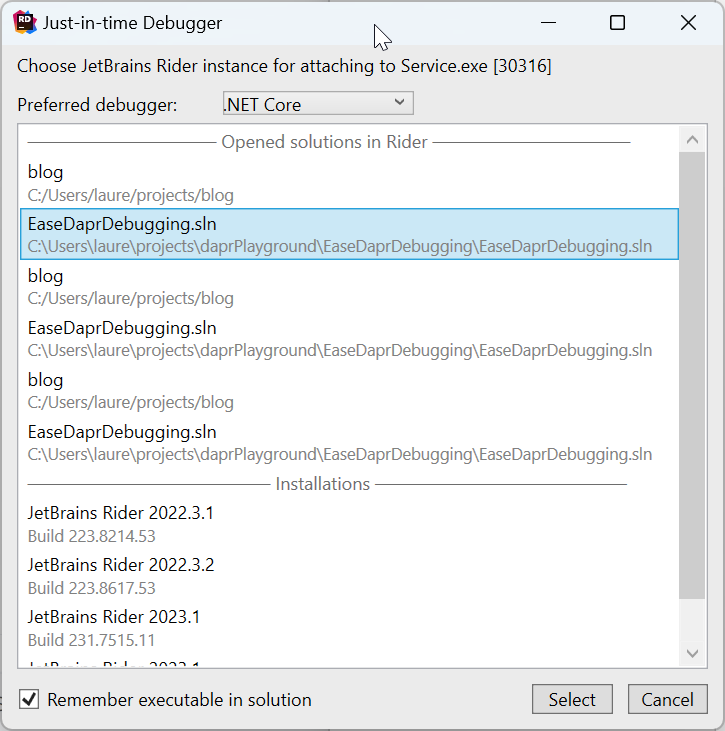 RD
Just-in-time Debugger
Choose JetBrains Rider instance for attaching to Service.exe [30316]
Preferred debugger: .NET Core
Opened solutions in Rider
blog
C:/Users/laure/projects/blog
EaseDaprDebugging.sln
C:\Users\laure\projects\daprPlayground\EaseDaprDebugging\EaseDaprDebugging.sln
blog
C:/Users/laure/projects/blog
EaseDaprDebugging.sln
C:\Users\laure\projects\daprPlayground\EaseDaprDebugging\EaseDaprDebugging.sln
blog
C:/Users/laure/projects/blog
EaseDaprDebugging.sln
C:\Users\laure\projects\daprPlayground\EaseDaprDebugging\EaseDaprDebugging.sln
Installations
JetBrains Rider 2022.3.1
Build 223.8214.53
JetBrains Rider 2022.3.2
Build 223.8617.53
JetBrains Rider 2023.1
Build 231.7515.11
Remember executable in solution
Select
Cancel